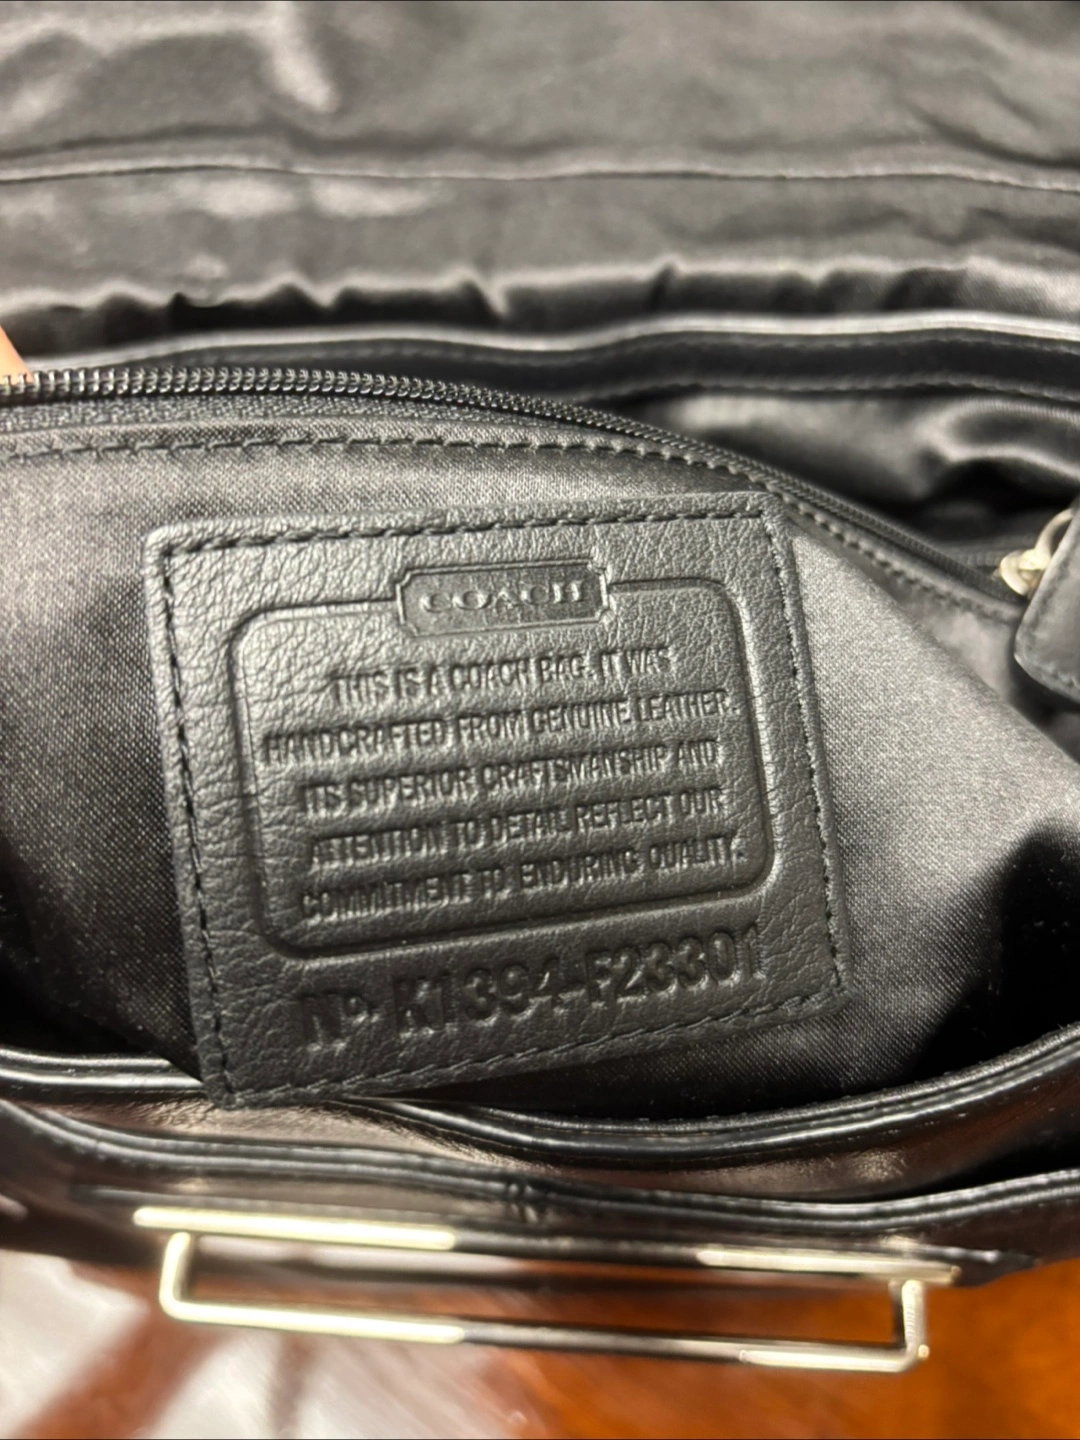 COACH
THIS IS A COACH BAG. IT WAS
HANDCRAFTED FROM GENUINE LEATHER.
ITS SUPERIOR CRAFTSMANSHIP AND
ATTENTION TO DETAIL REFLECT OUR
COMMITMENT TO ENDURING QUALITY.
Nº. K1394-F23301